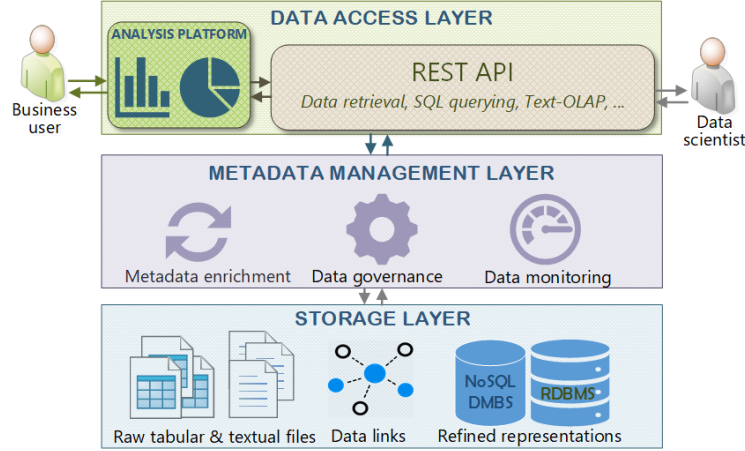 DATA ACCESS LAYER
ANALYSIS PLATFORM
REST API
Data retrieval, SQL querying, Text-OLAP, ...
Business
user
Data
scientist
METADATA MANAGEMENT LAYER
Metadata enrichment
Data governance
Data monitoring
STORAGE LAYER
NoSQL
DMBS
RDBMS
Raw tabular & textual files
Data links
Refined representations